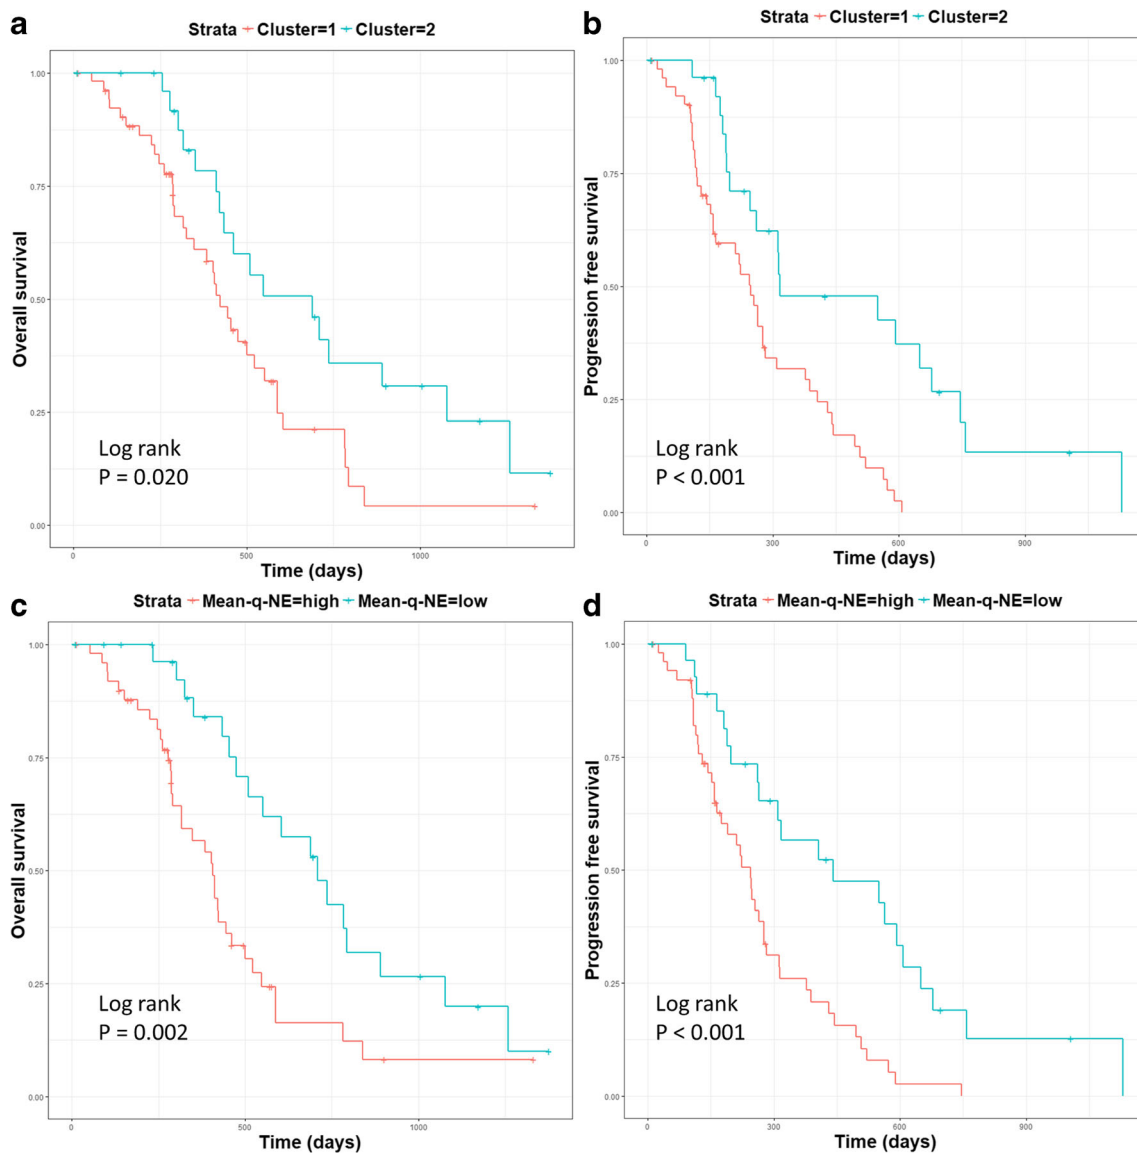 a
Strata Cluster=1 Cluster=2
Overall survival
1.00
0.75
0.50
0.25
0.00
Log rank
P = 0.020
0 500 1000
Time (days)
b
Strata Cluster=1 Cluster=2
Progression free survival
1.00
0.75
0.50
0.25
0.00
Log rank
P < 0.001
0 300 600 900
Time (days)
c
Strata Mean-q-NE=high Mean-q-NE=low
Overall survival
1.00
0.75
0.50
0.25
0.00
Log rank
P = 0.002
0 500 1000
Time (days)
d
Strata Mean-q-NE=high Mean-q-NE=low
Progression free survival
1.00
0.75
0.50
0.25
0.00
Log rank
P < 0.001
0 300 600 900
Time (days)